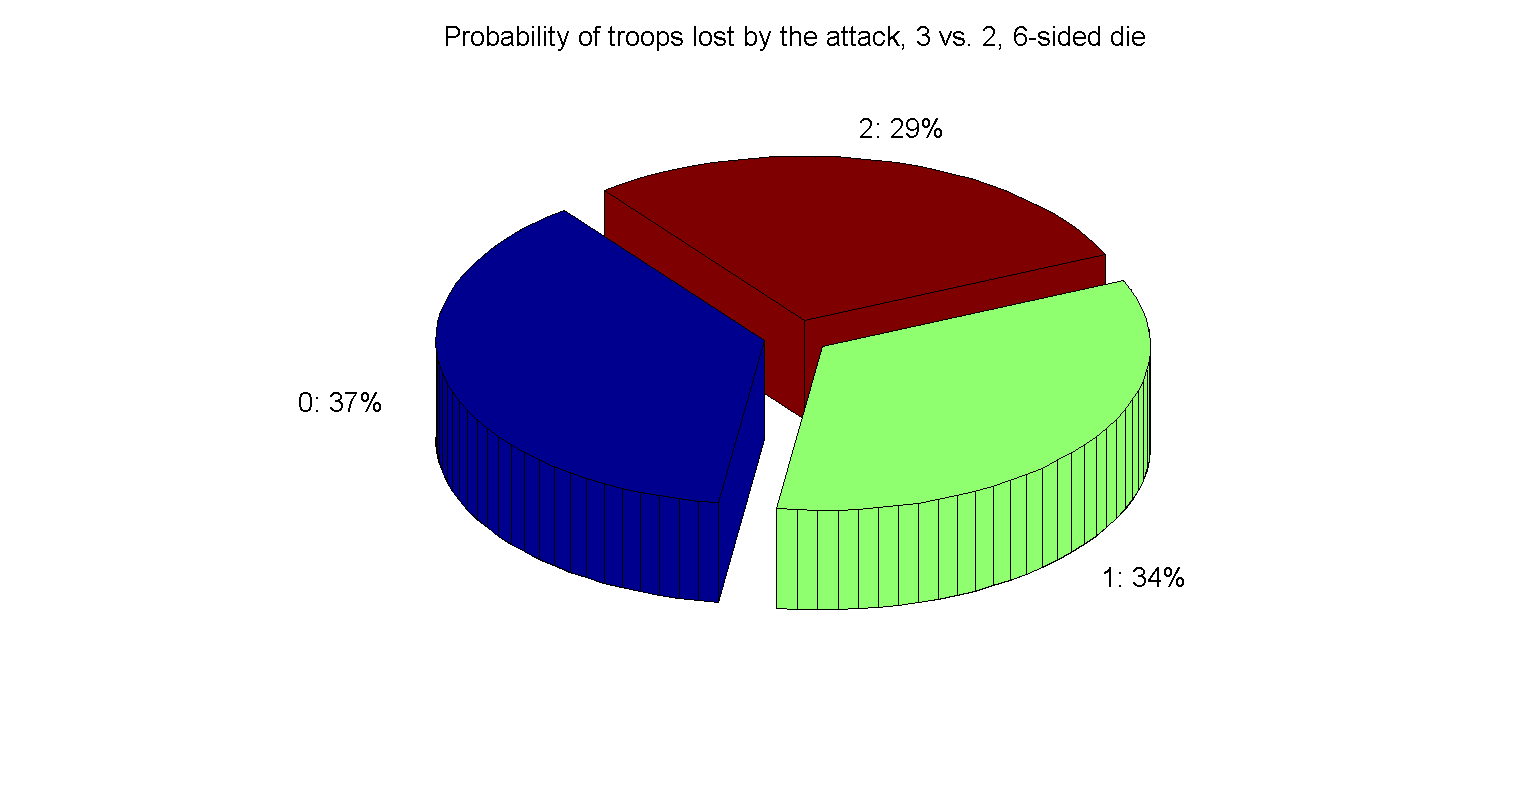 Probability of troops lost by the attack, 3 vs. 2, 6-sided die
2: 29%
0: 37%
1: 34%